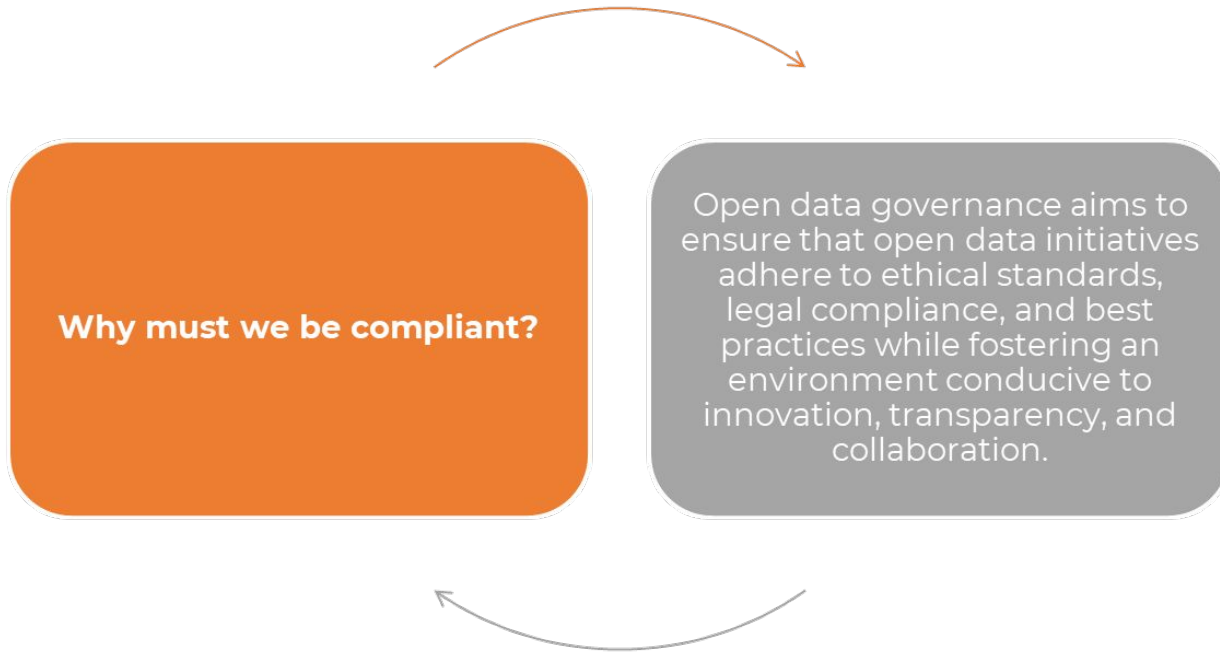 Why must we be compliant?
Open data governance aims to
ensure that open data initiatives
adhere to ethical standards,
legal compliance, and best
practices while fostering an
environment conducive to
innovation, transparency, and
collaboration.